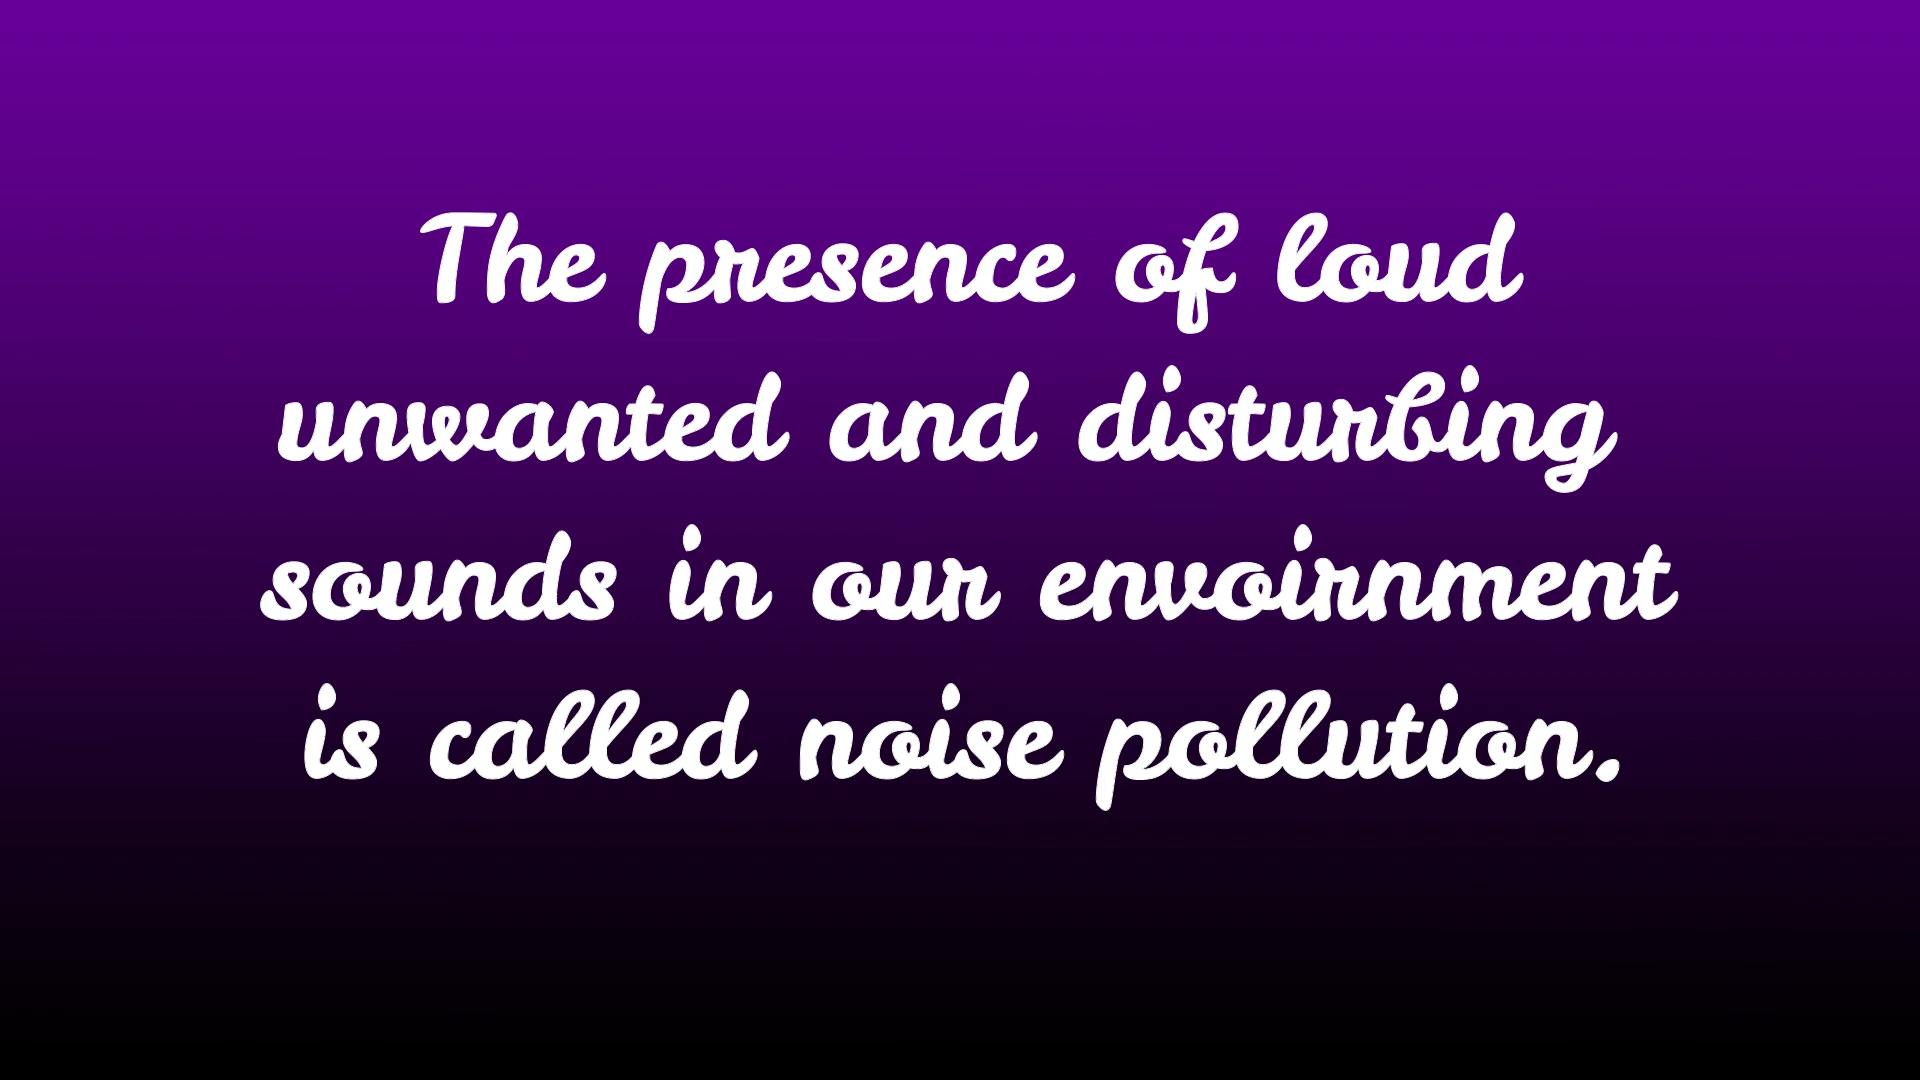 The presence of loud
unwanted and disturbing
sounds in our envoirnment
is called noise pollution.